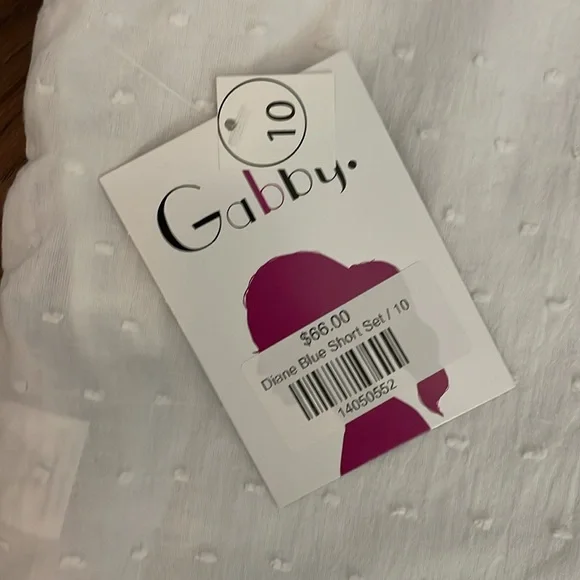 10
Gabby.
$66.00
Diane Blue Short Set / 10
14050552